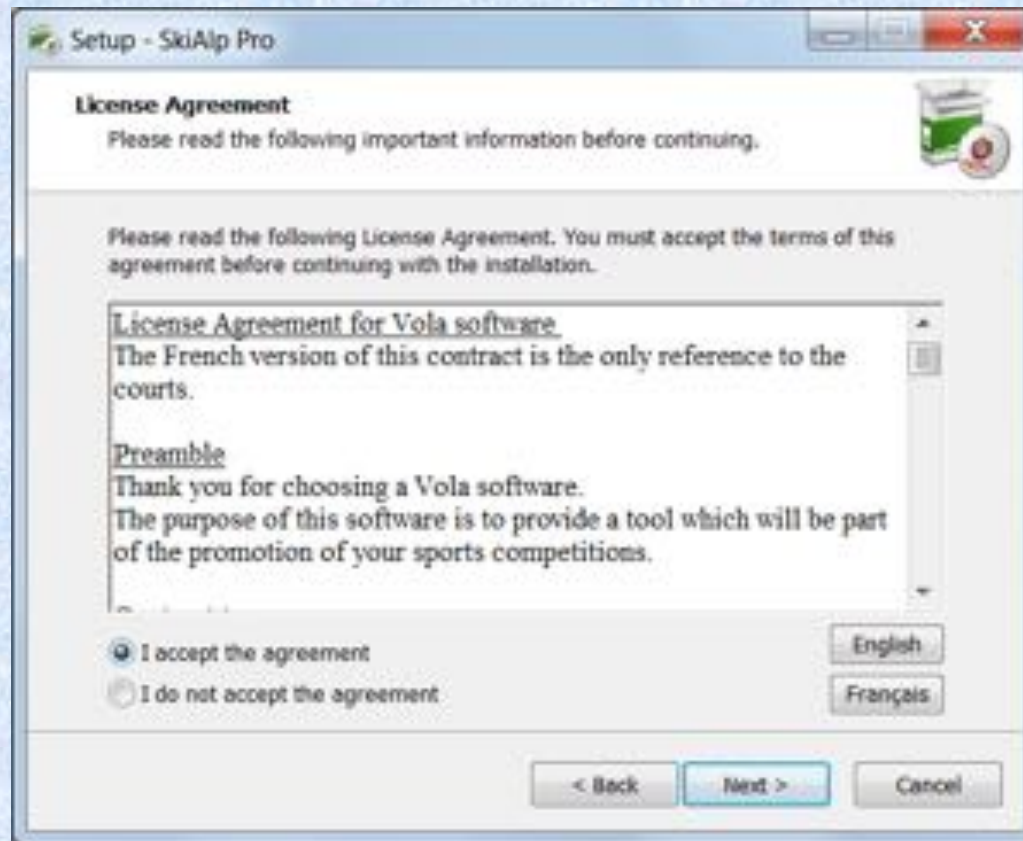 Setup - SkiAlp Pro
License Agreement
Please read the following important information before continuing.
Please read the following License Agreement. You must accept the terms of this
agreement before continuing with the installation.
License Agreement for Vola software
The French version of this contract is the only reference to the
courts.
Preamble
Thank you for choosing a Vola software.
The purpose of this software is to provide a tool which will be part
of the promotion of your sports competitions.
I accept the agreement
English
I do not accept the agreement
Français
< Back
Next >
Cancel